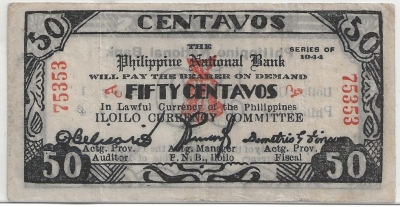 50 CENTAVOS 50
THE
Philippine National Bank
SERIES OF
1944
WILL PAY THE BEARER ON DEMAND
75353 A FIFTY CENTAVOS A 75353
In Lawful Currency of the Philippines
ILOILO CURRENCY COMMITTEE
Actg. Prov. Actg. Manager Actg. Prov.
50 Auditor P. N. B., Iloilo Fiscal 50